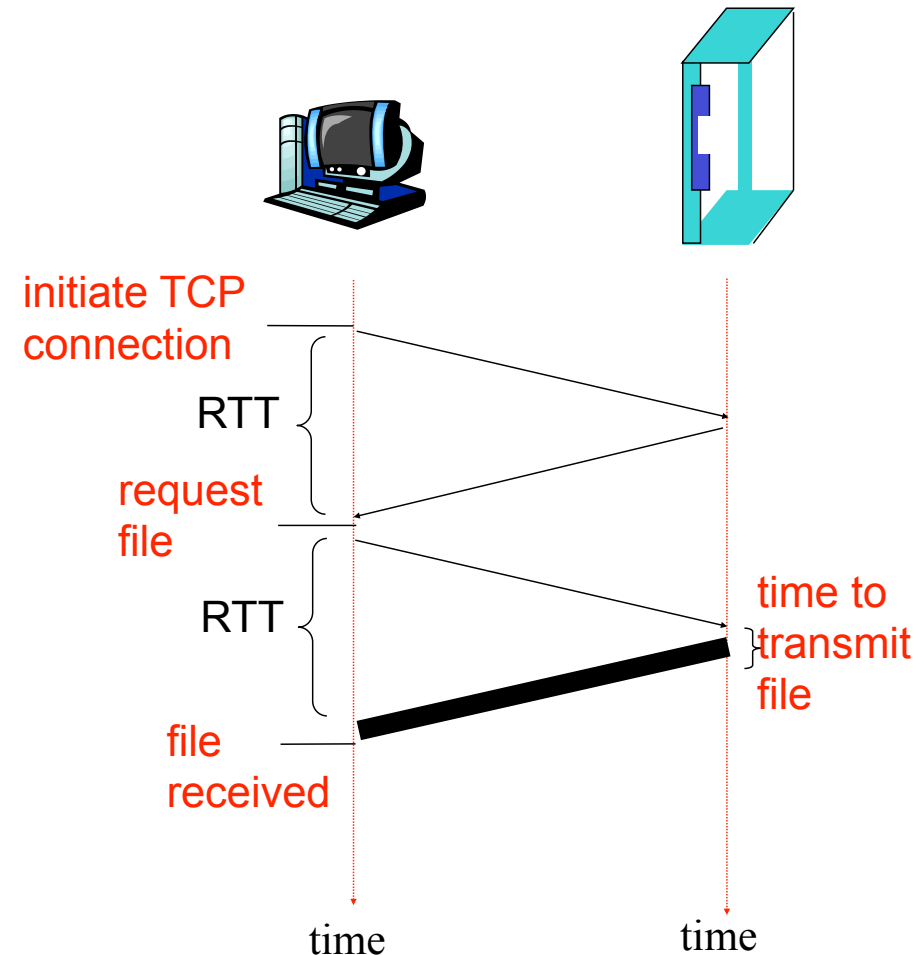 initiate TCP
connection
RTT
request
file
RTT
time to
transmit
file
file
received
time
time